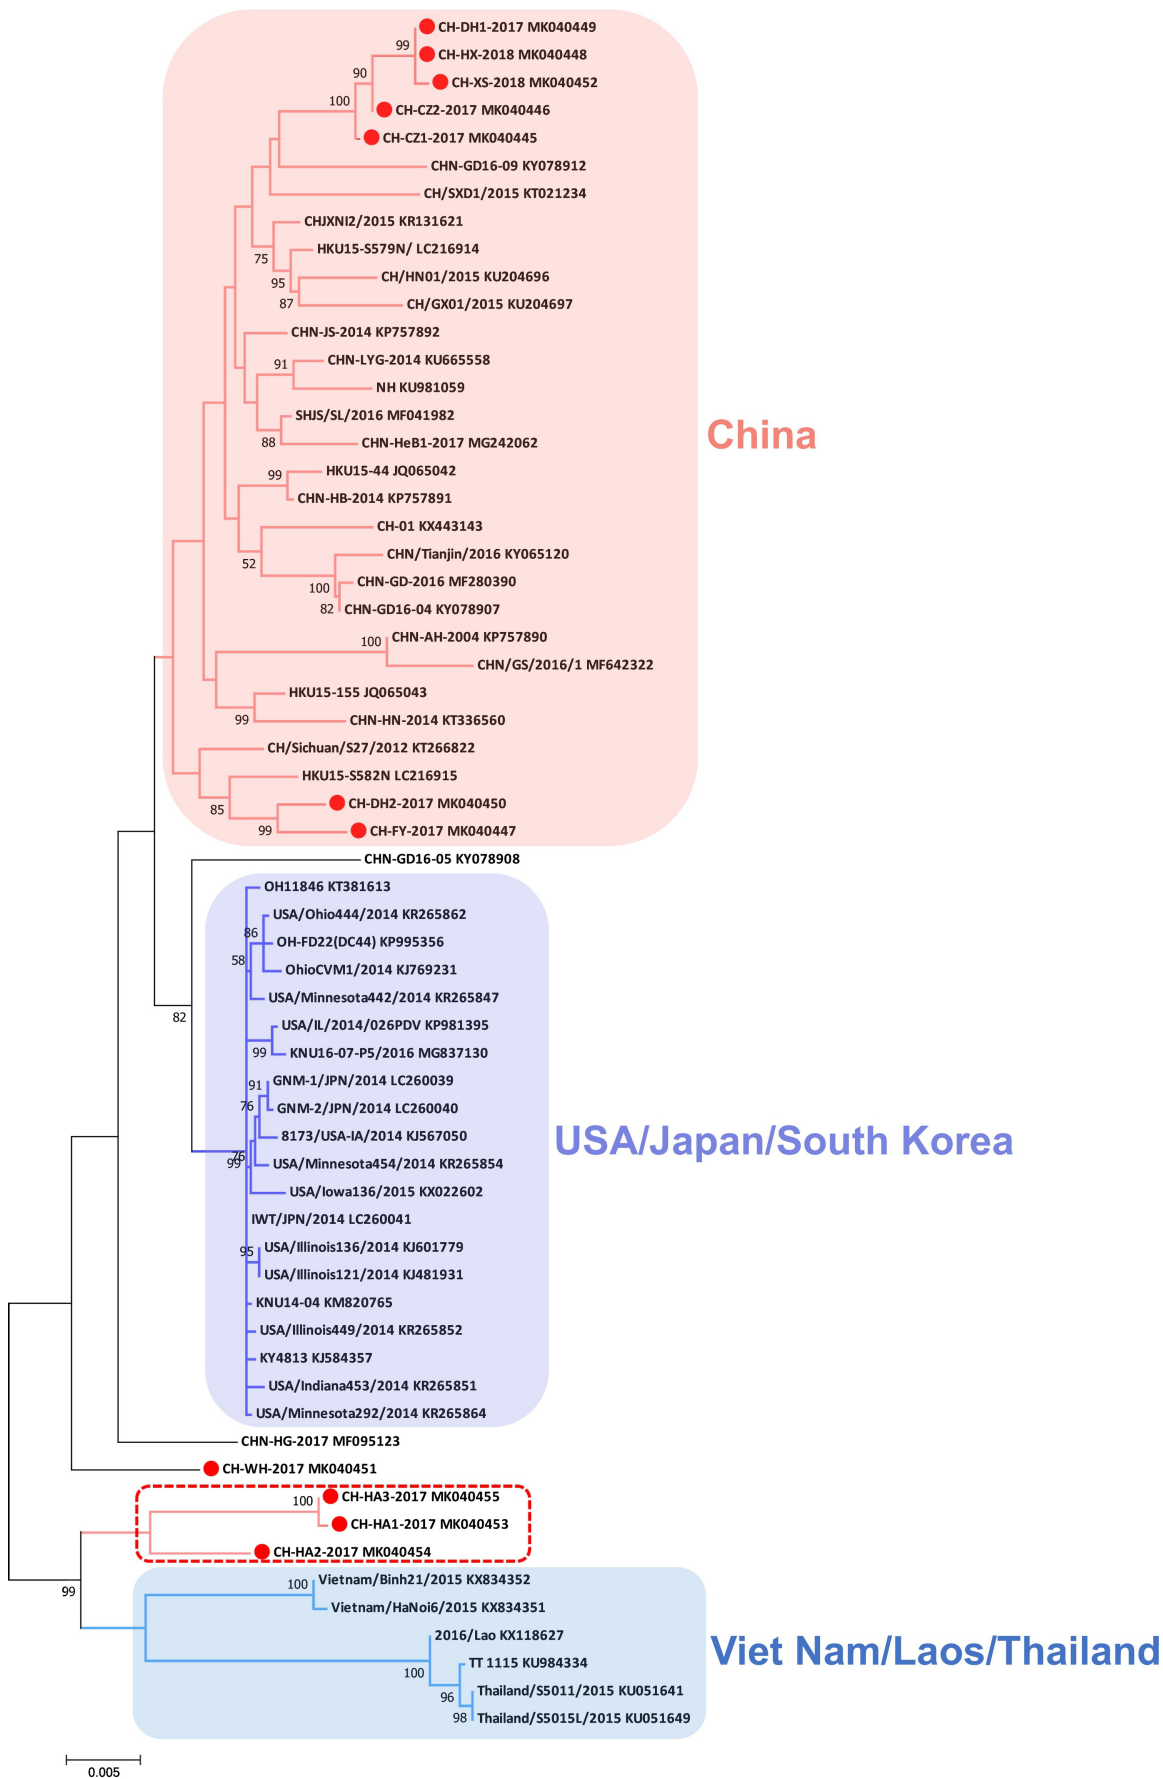 CH-DH1-2017 MK040449
99
CH-HX-2018 MK040448
90
CH-XS-2018 MK040452
100
CH-CZ2-2017 MK040446
CH-CZ1-2017 MK040445
CHN-GD16-09 KY078912
CH/SXD1/2015 KT021234
CHJXNI2/2015 KR131621
HKU15-S579N/ LC216914
75
CH/HN01/2015 KU204696
95
CH/GX01/2015 KU204697
87
CHN-JS-2014 KP757892
CHN-LYG-2014 KU665558
91
NH KU981059
SHJS/SL/2016 MF041982
China
CHN-HeB1-2017 MG242062
88
HKU15-44 JQ065042
99
CHN-HB-2014 KP757891
CH-01 KX443143
CHN/Tianjin/2016 KY065120
52
CHN-GD-2016 MF280390
100
CHN-GD16-04 KY078907
82
CHN-AH-2004 KP757890
100
CHN/GS/2016/1 MF642322
HKU15-155 JQ065043
CHN-HN-2014 KT336560
99
CH/Sichuan/S27/2012 KT266822
HKU15-S582N LC216915
CH-DH2-2017 MK040450
85
CH-FY-2017 MK040447
99
CHN-GD16-05 KY078908
OH11846 KT381613
USA/Ohio444/2014 KR265862
86
OH-FD22(DC44) KP995356
58
OhioCVM1/2014 KJ769231
USA/Minnesota442/2014 KR265847
82
USA/IL/2014/026PDV KP981395
99
KNU16-07-P5/2016 MG837130
GNM-1/JPN/2014 LC260039
91
GNM-2/JPN/2014 LC260040
76
8173/USA-IA/2014 KJ567050
USA/Japan/South Korea
76
99
USA/Minnesota454/2014 KR265854
USA/Iowa136/2015 KX022602
IWT/JPN/2014 LC260041
USA/Illinois136/2014 KJ601779
95
USA/Illinois121/2014 KJ481931
KNU14-04 KM820765
USA/Illinois449/2014 KR265852
KY4813 KJ584357
USA/Indiana453/2014 KR265851
USA/Minnesota292/2014 KR265864
CHN-HG-2017 MF095123
CH-WH-2017 MK040451
CH-HA3-2017 MK040455
100
CH-HA1-2017 MK040453
CH-HA2-2017 MK040454
99
Vietnam/Binh21/2015 KX834352
100
Vietnam/HaNoi6/2015 KX834351
2016/Lao KX118627
Viet Nam/Laos/Thailand
TT 1115 KU984334
100
Thailand/S5011/2015 KU051641
96
Thailand/S5015L/2015 KU051649
98
0.005